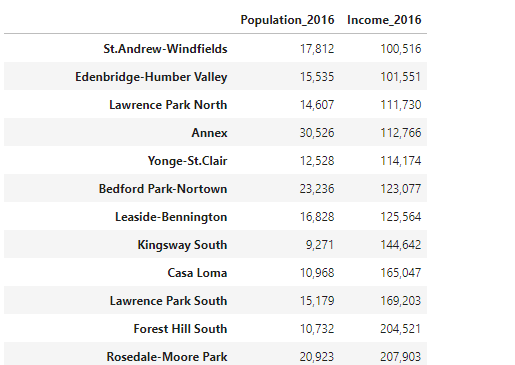 Population_2016 Income_2016
St.Andrew-Windfields 17,812 100,516
Edenbridge-Humber Valley 15,535 101,551
Lawrence Park North 14,607 111,730
Annex 30,526 112,766
Yonge-St.Clair 12,528 114,174
Bedford Park-Nortown 23,236 123,077
Leaside-Bennington 16,828 125,564
Kingsway South 9,271 144,642
Casa Loma 10,968 165,047
Lawrence Park South 15,179 169,203
Forest Hill South 10,732 204,521
Rosedale-Moore Park 20,923 207,903